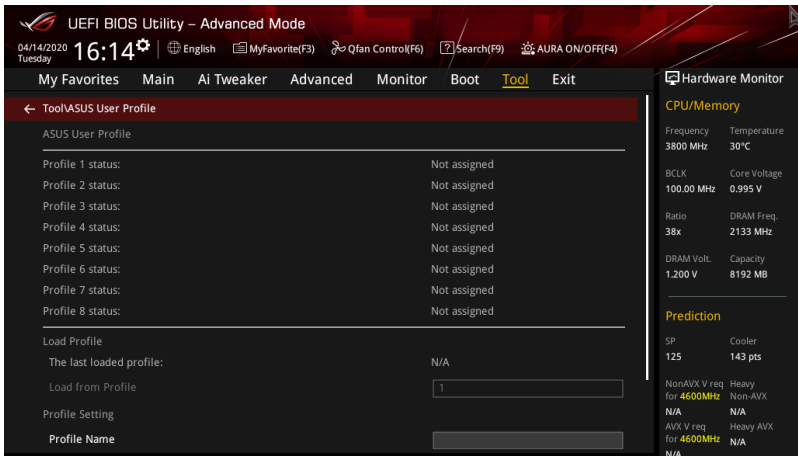 UEFI BIOS Utility – Advanced Mode
04/14/2020 Tuesday 16:14 English MyFavorite(F3) Qfan Control(F6) ? Search(F9) AURA ON/OFF(F4)
My Favorites Main Ai Tweaker Advanced Monitor Boot Tool Exit
← Tool\ASUS User Profile
ASUS User Profile
Profile 1 status: Not assigned
Profile 2 status: Not assigned
Profile 3 status: Not assigned
Profile 4 status: Not assigned
Profile 5 status: Not assigned
Profile 6 status: Not assigned
Profile 7 status: Not assigned
Profile 8 status: Not assigned
Load Profile
The last loaded profile: N/A
Load from Profile 1
Profile Setting
Profile Name
Hardware Monitor
CPU/Memory
Frequency Temperature
3800 MHz 30°C
BCLK Core Voltage
100.00 MHz 0.995 V
Ratio DRAM Freq.
38x 2133 MHz
DRAM Volt. Capacity
1.200 V 8192 MB
Prediction
SP Cooler
125 143 pts
NonAVX V req Heavy
for 4600MHz Non-AVX
N/A N/A
AVX V req Heavy AVX
for 4600MHz N/A
N/A